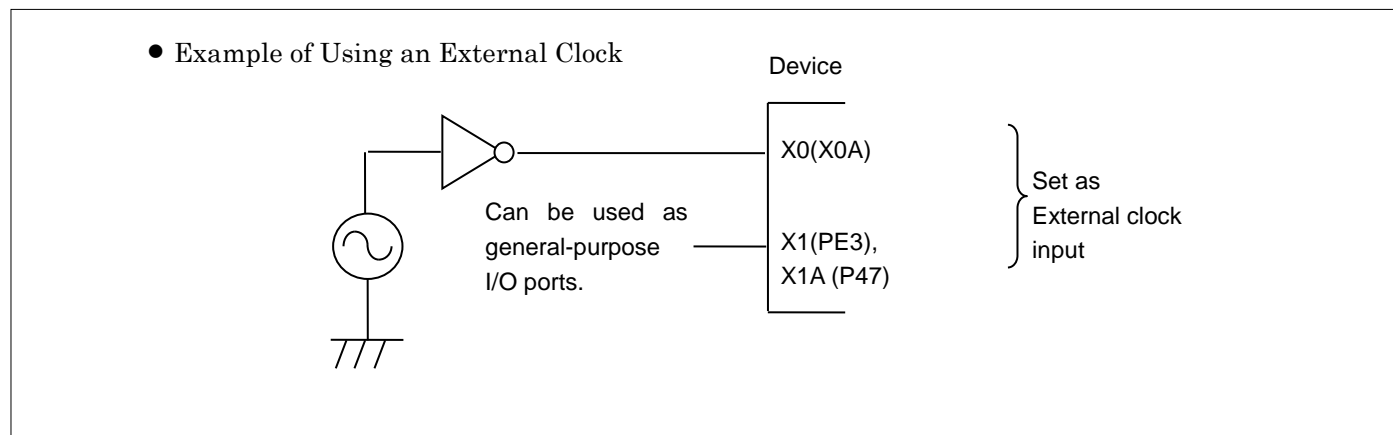 ● Example of Using an External Clock
Device
X0(X0A)
Can be used as
general-purpose
I/O ports.
X1(PE3),
X1A (P47)
Set as
External clock
input